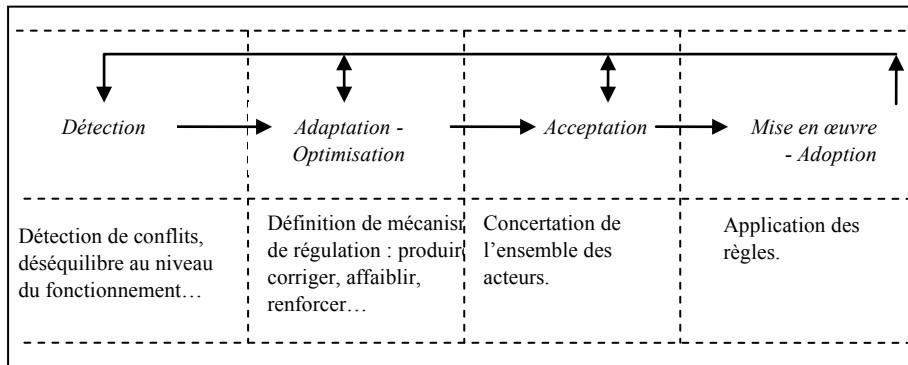 Détection
Adaptation -
Optimisation
Acceptation
Mise en œuvre
- Adoption
Détection de conflits,
déséquilibre au niveau
du fonctionnement…
Définition de mécanism
de régulation : produire
corriger, affaiblir,
renforcer…
Concertation de
l’ensemble des
acteurs.
Application des
règles.